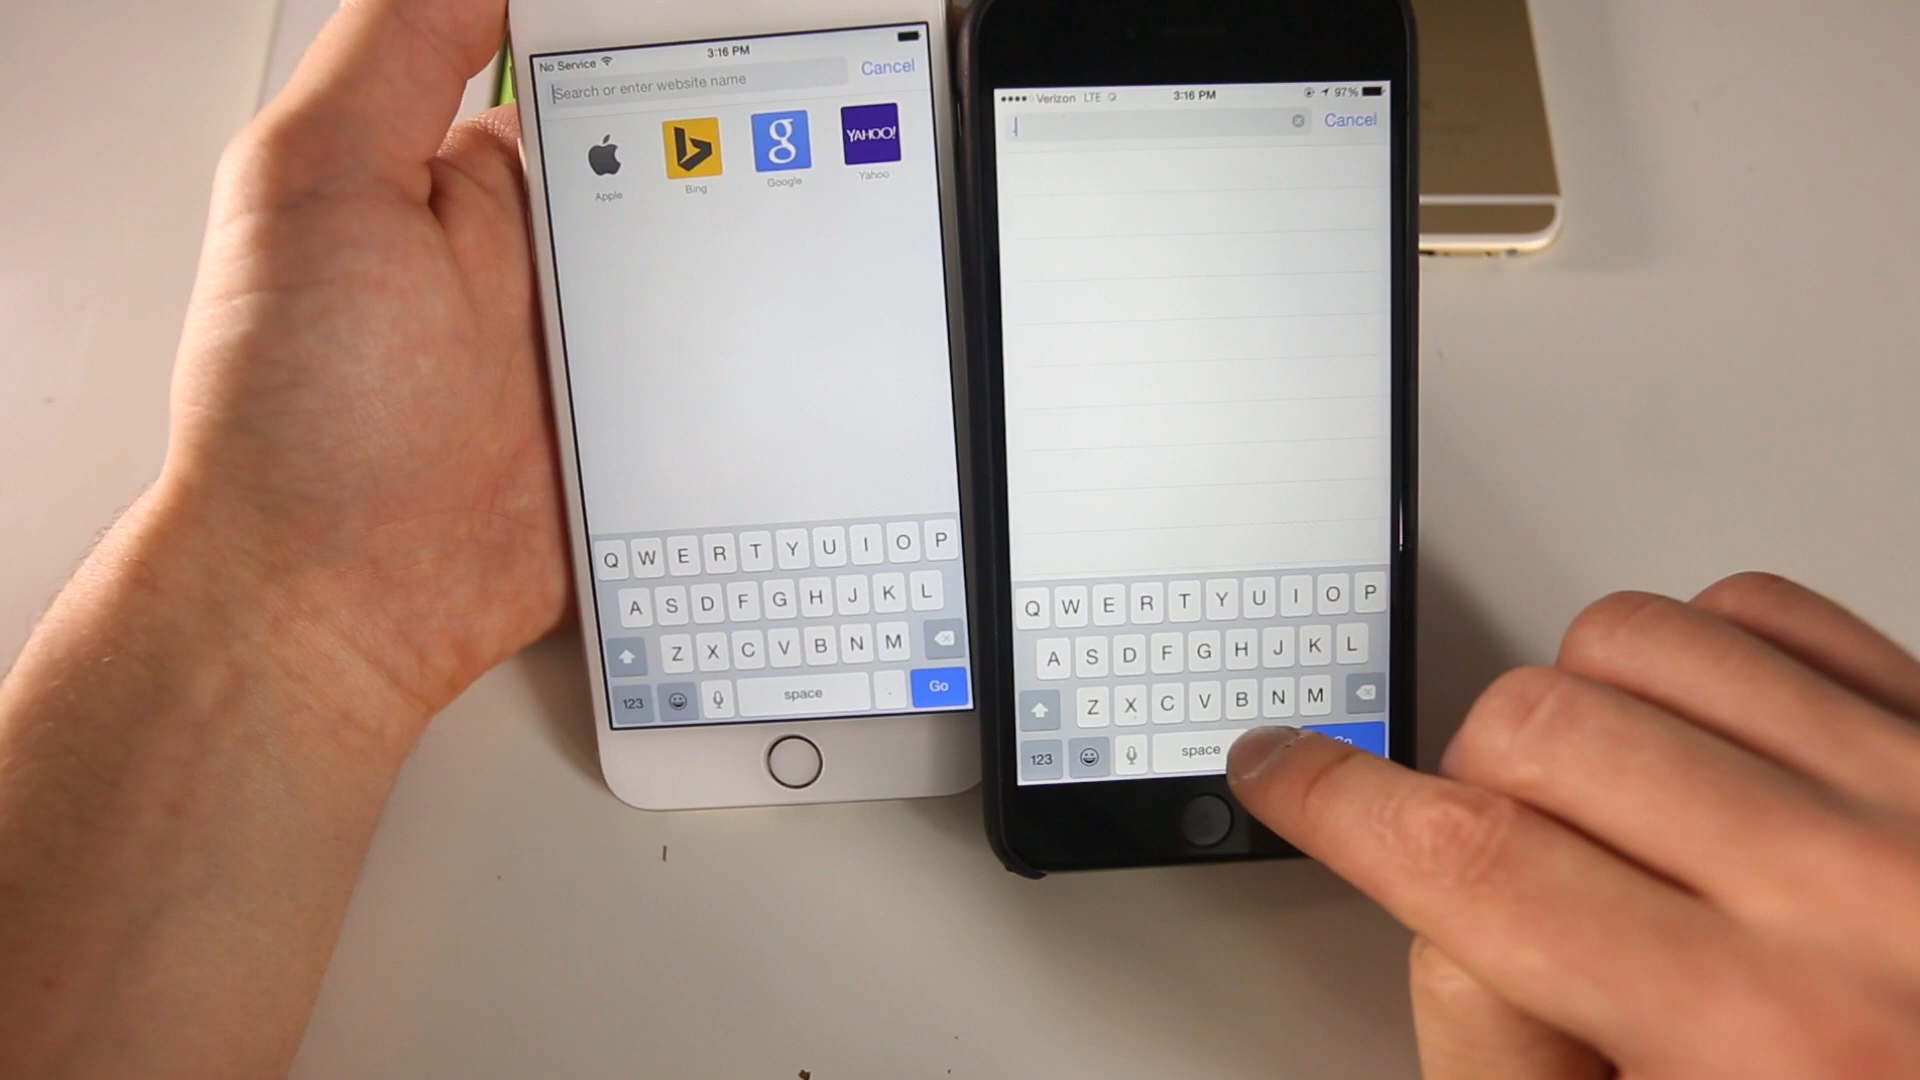 No Service 3:16 PM
Search or enter website name Cancel
YAHOO!
Apple Bing Google Yahoo
Q W E R T Y U I O P
A S D F G H J K L
Z X C V B N M
123 space . Go
Verizon LTE 3:16 PM 97%
. Cancel
Q W E R T Y U I O P
A S D F G H J K L
Z X C V B N M
123 space Go